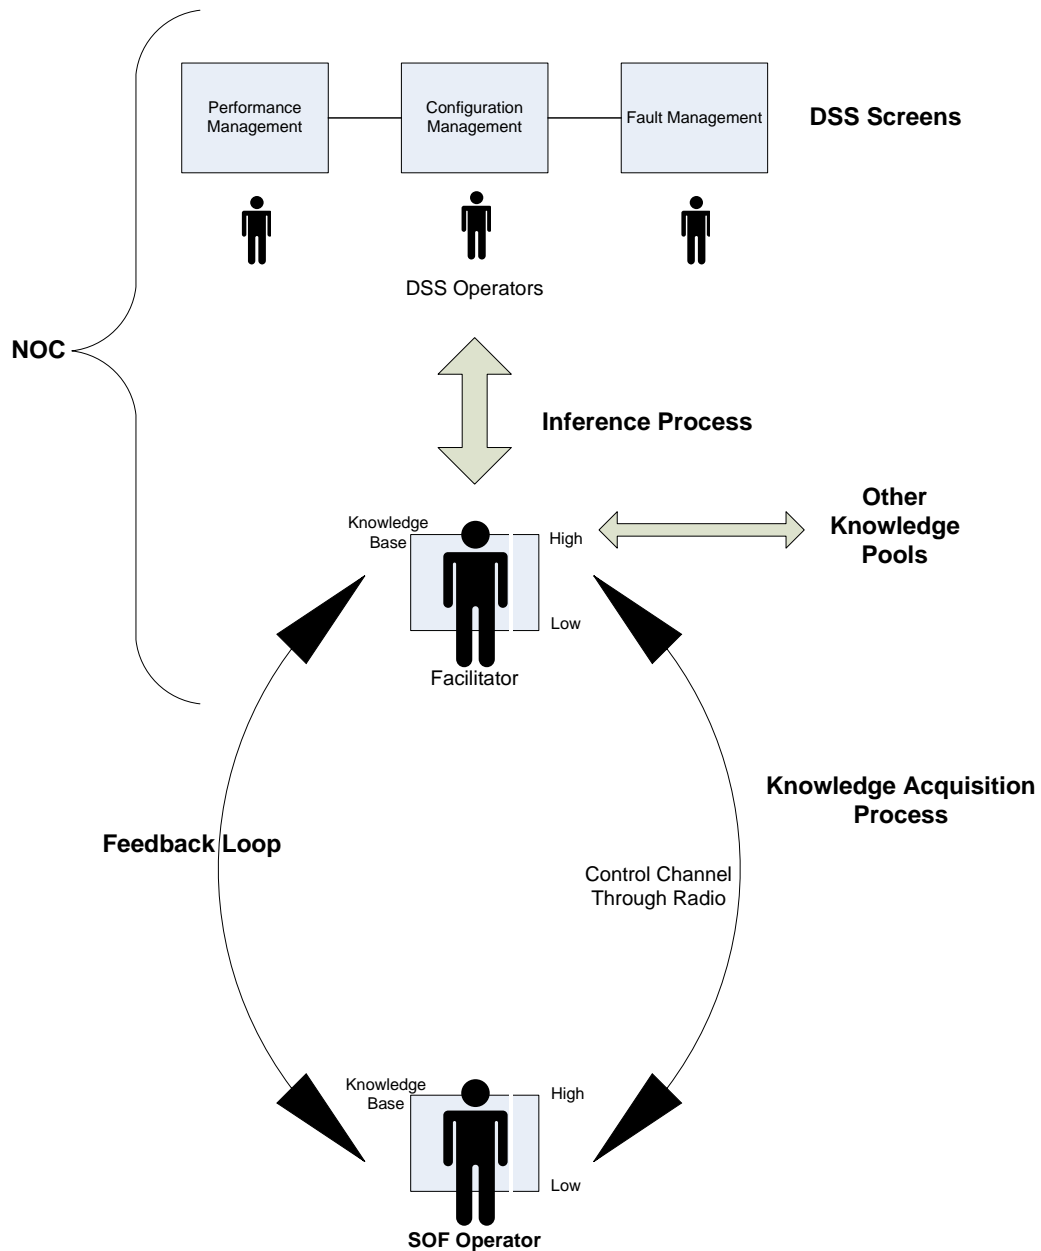 Performance
Management
Configuration
Management
Fault Management
DSS Screens
DSS Operators
NOC
Inference Process
Other
Knowledge
Pools
Knowledge
Base
High
Low
Facilitator
Knowledge Acquisition
Process
Feedback Loop
Control Channel
Through Radio
Knowledge
Base
High
Low
SOF Operator